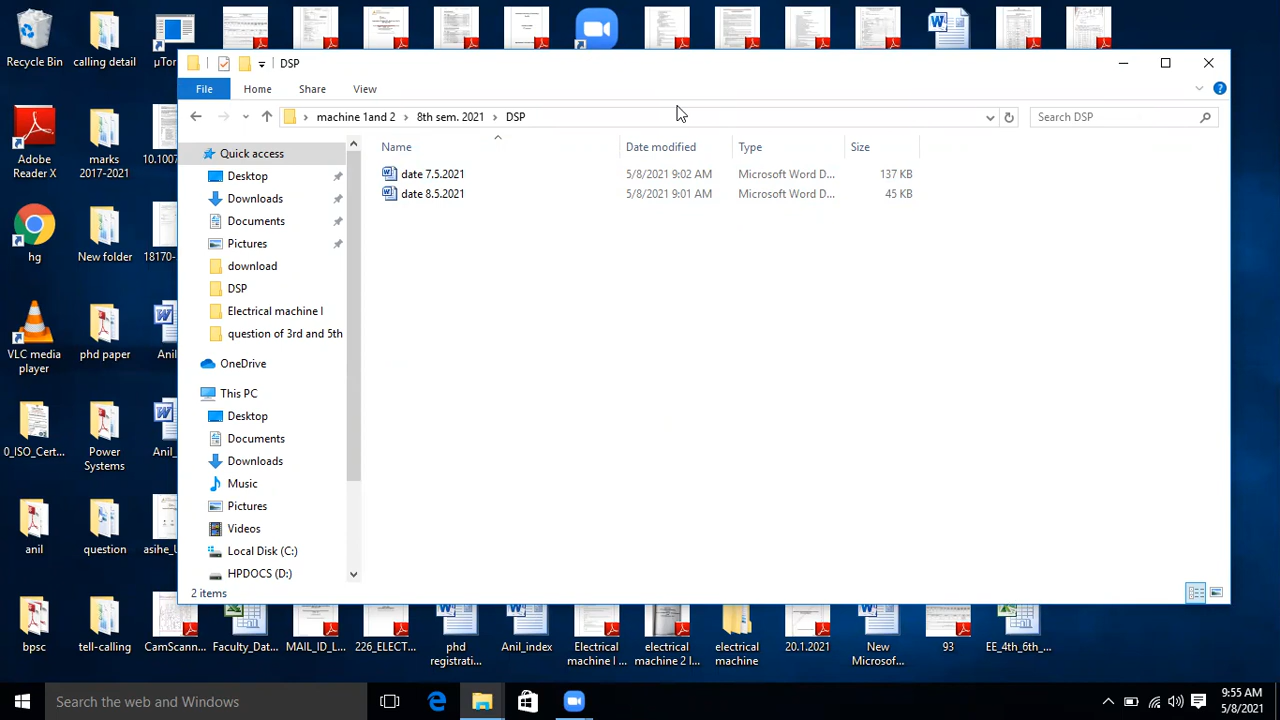 DSP
File
Home
Share
View
machine 1and 2
8th sem. 2021
DSP
Search DSP
Name
Date modified
Type
Size
date 7.5.2021
5/8/2021 9:02 AM
Microsoft Word D...
137 KB
date 8.5.2021
5/8/2021 9:01 AM
Microsoft Word D...
45 KB
Quick access
Desktop
Downloads
Documents
Pictures
download
DSP
Electrical machine I
question of 3rd and 5th
OneDrive
This PC
Desktop
Documents
Downloads
Music
Pictures
Videos
Local Disk (C:)
HPDOCS (D:)
2 items
Recycle Bin
calling detail
µTor
Adobe
Reader X
marks
2017-2021
10.1007
hg
New folder
18170-
VLC media
player
phd paper
Anil
0_ISO_Cert...
Power
Systems
Anil_
anil
question
asihe_U
bpsc
tell-calling
CamScann...
Faculty_Dat...
MAIL_ID_L...
226_ELECT...
phd
registrati...
Anil_index
Electrical
machine I ...
electrical
machine 2 l...
electrical
machine
20.1.2021
New
Microsof...
93
EE_4th_6th_...
Search the web and Windows
9:55 AM
5/8/2021